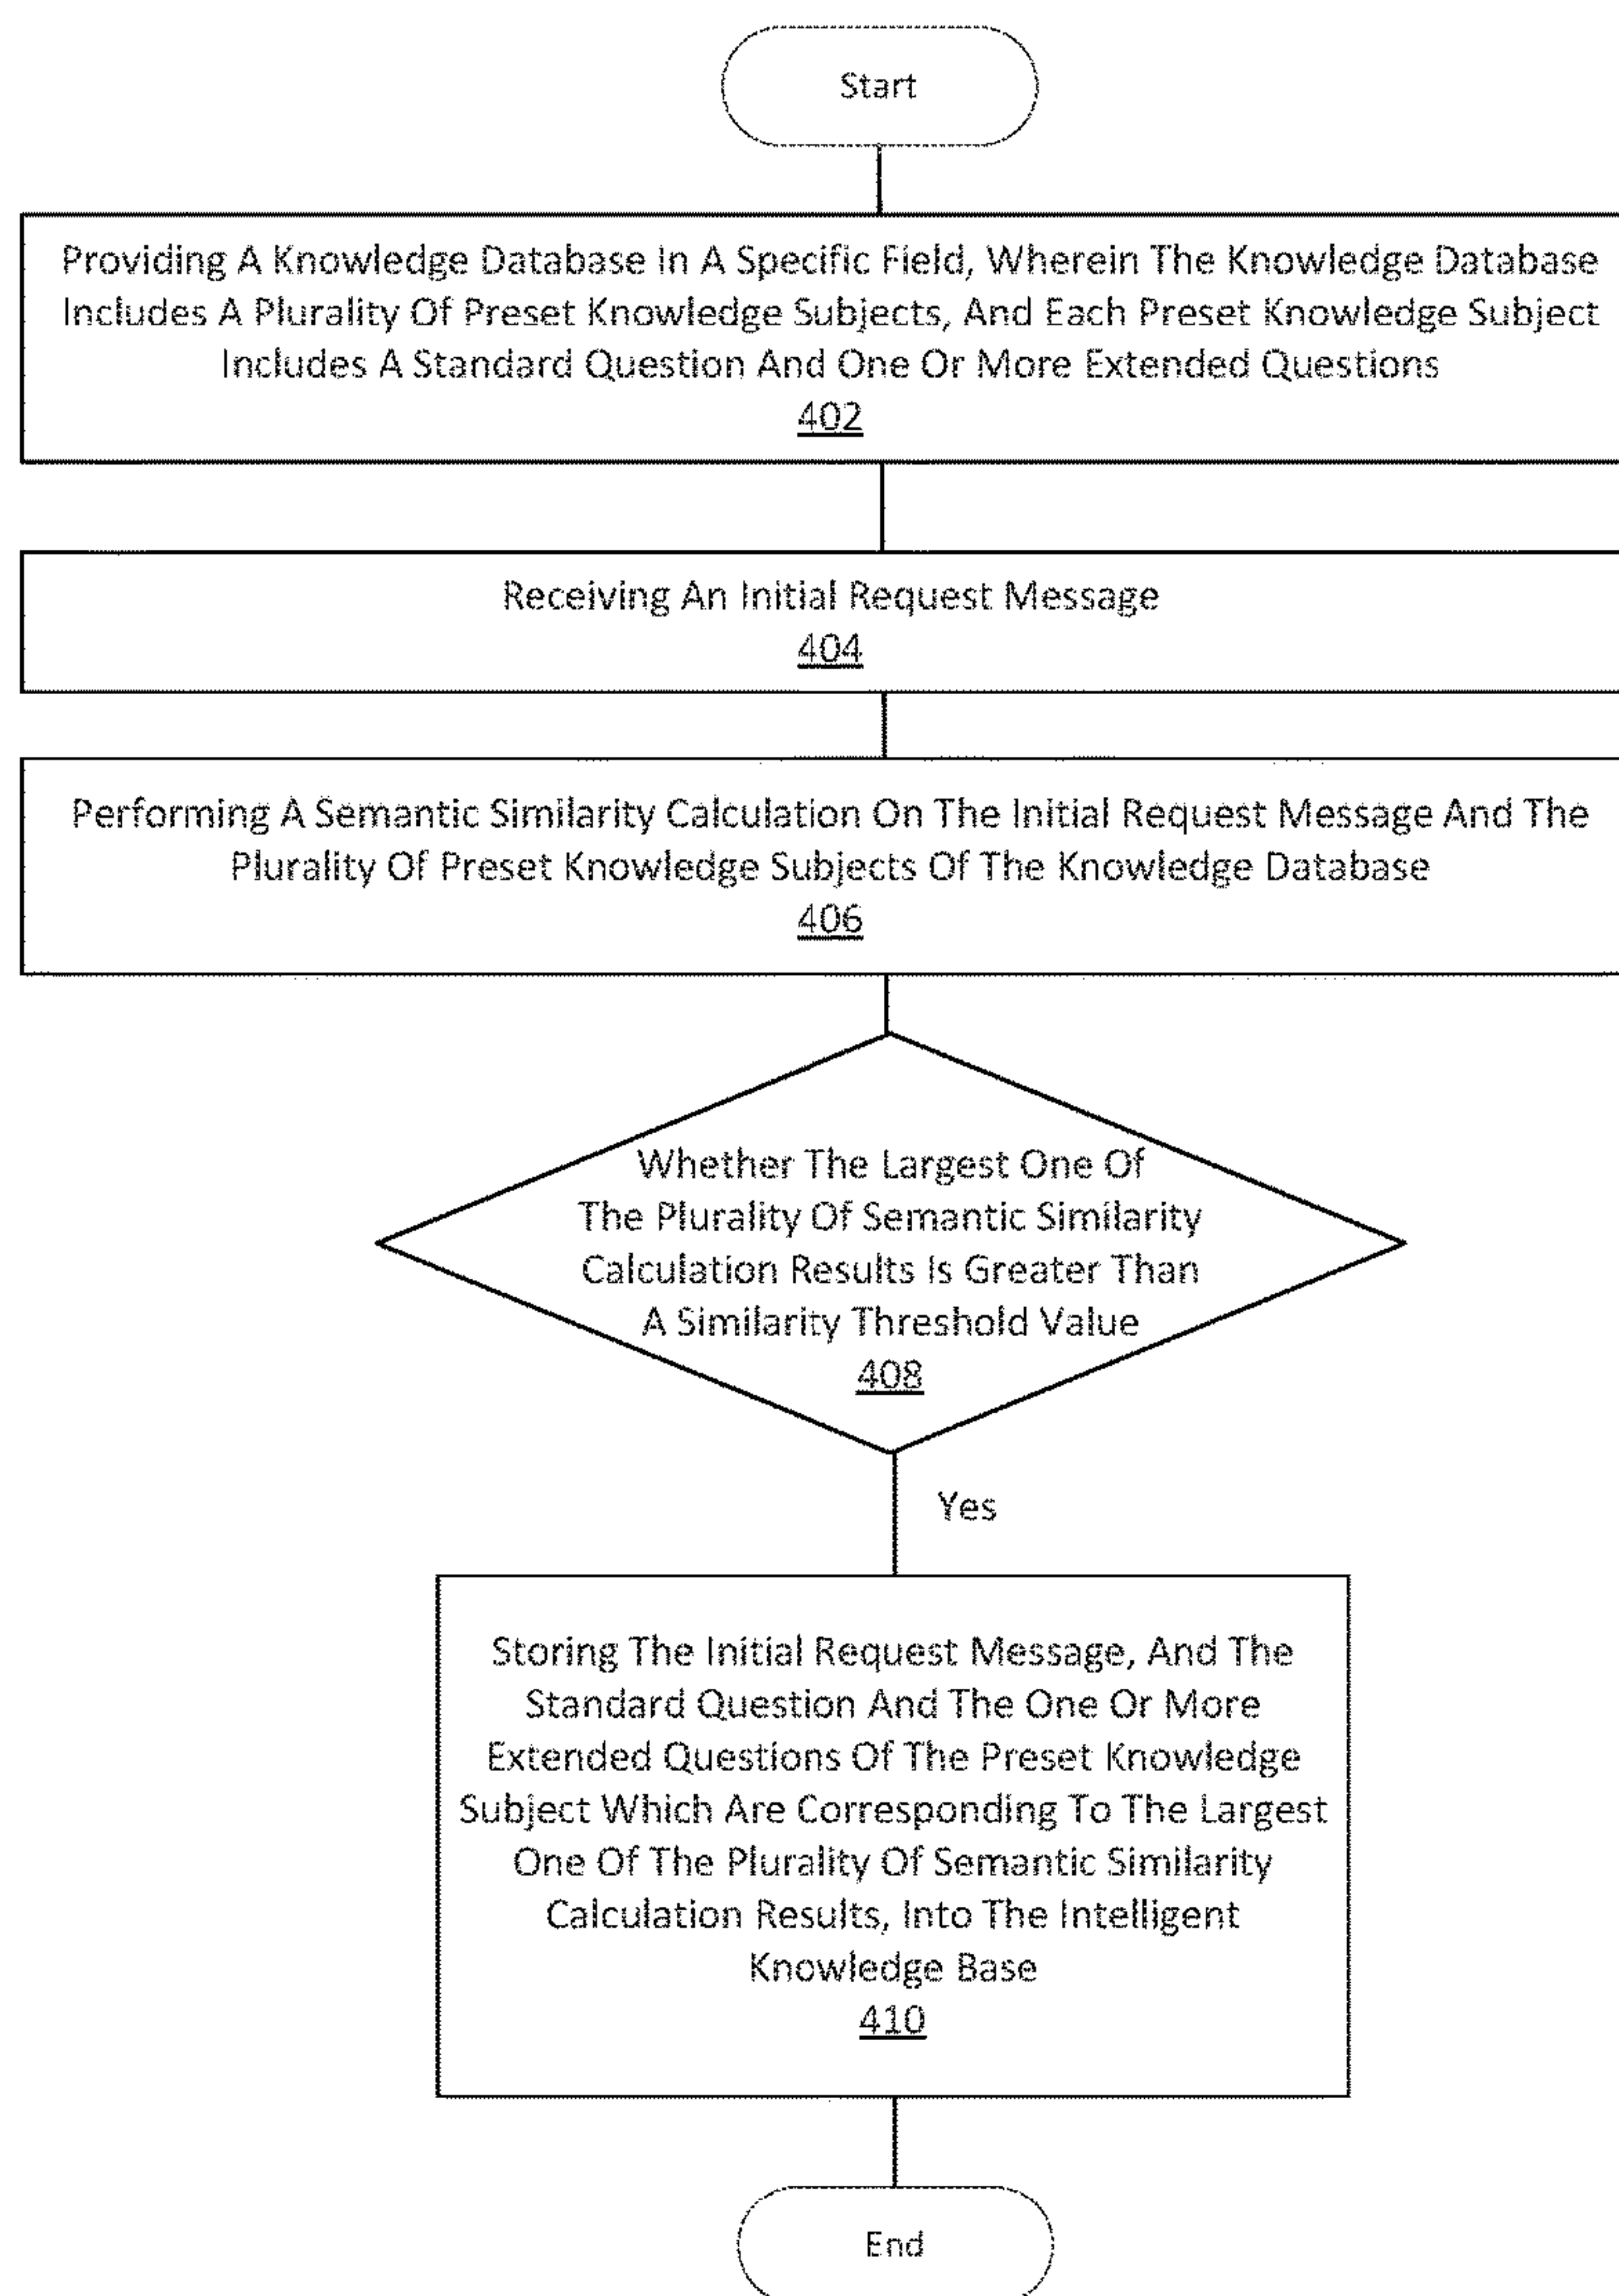 Start
Providing A Knowledge Database In A Specific Field, Wherein The Knowledge Database
Includes A Plurality Of Preset Knowledge Subjects, And Each Preset Knowledge Subject
Includes A Standard Question And One Or More Extended Questions
402
Receiving An Initial Request Message
404
Performing A Semantic Similarity Calculation On The Initial Request Message And The
Plurality Of Preset Knowledge Subjects Of The Knowledge Database
406
Whether The Largest One Of
The Plurality Of Semantic Similarity
Calculation Results Is Greater Than
A Similarity Threshold Value
408
Yes
Storing The Initial Request Message, And The
Standard Question And The One Or More
Extended Questions Of The Preset Knowledge
Subject Which Are Corresponding To The Largest
One Of The Plurality Of Semantic Similarity
Calculation Results, Into The Intelligent
Knowledge Base
410
End